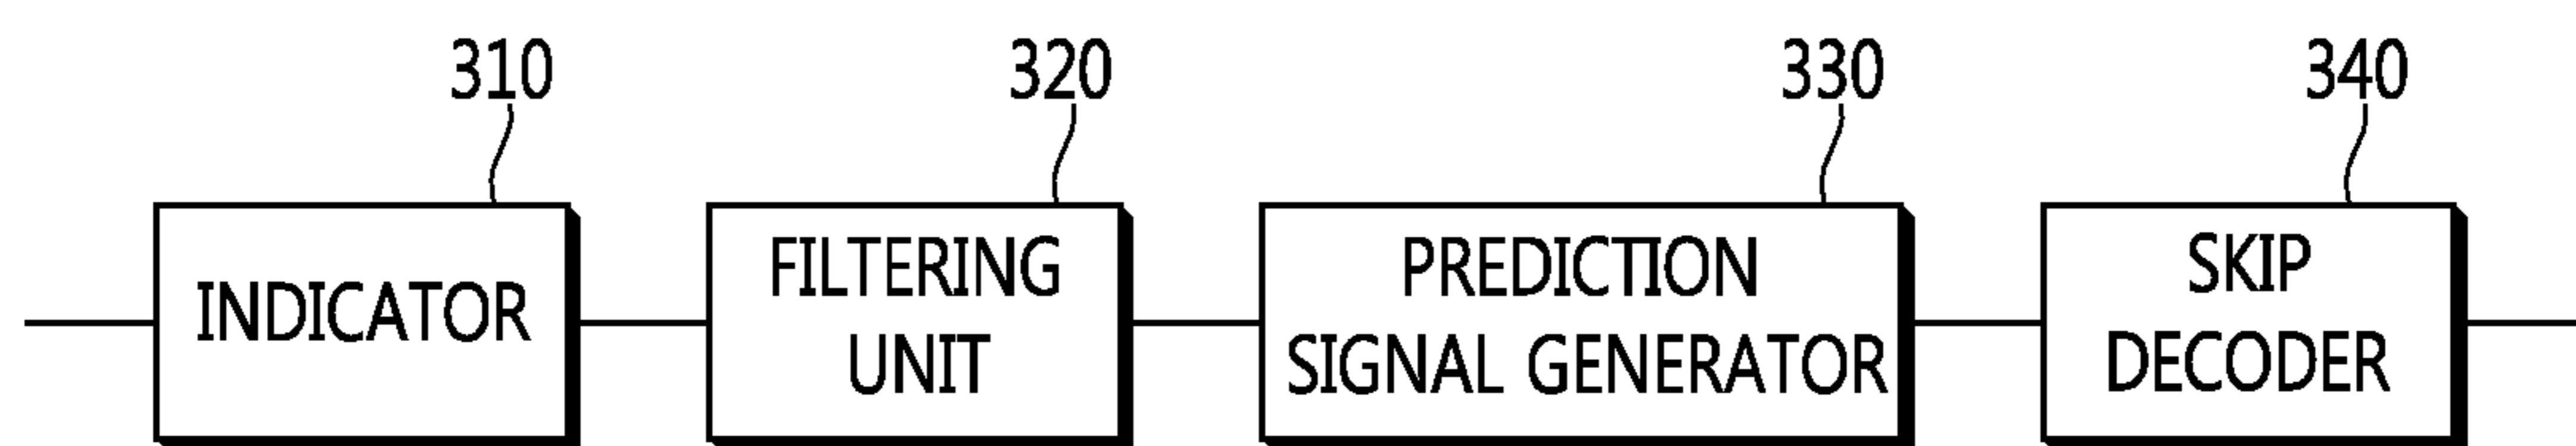 310
320
330
340
INDICATOR
FILTERING
UNIT
PREDICTION
SIGNAL GENERATOR
SKIP
DECODER